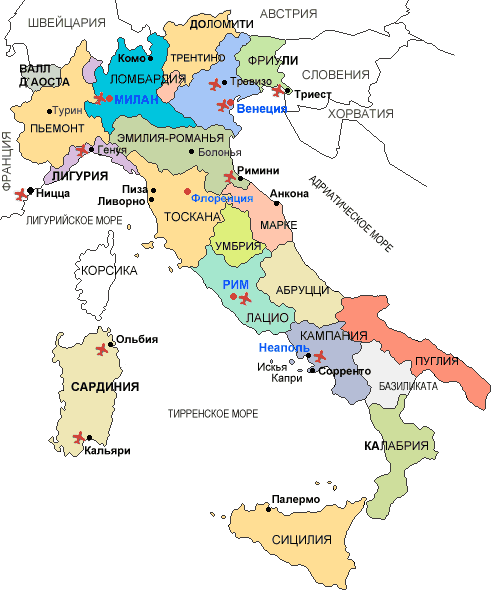 АВСТРИЯ
ШВЕЙЦАРИЯ
ДОЛОМИТИ
Комо
ТРЕНТИНО
ФРИУЛИ
ВАЛЛ
Д'АОСТА
ЛОМБАРДИЯ
Тревизо
СЛОВЕНИЯ
Триест
МИЛАН
Венеция
Турин
ХОРВАТИЯ
ПЬЕМОНТ
ЭМИЛИЯ-РОМАНЬЯ
Генуя
Болонья
ФРАНЦИЯ
ЛИГУРИЯ
Римини
Ницца
Пиза
Ливорно
Флоренция
Анкона
АДРИАТИЧЕСКОЕ МОРЕ
ЛИГУРИЙСКОЕ МОРЕ
ТОСКАНА
МАРКЕ
УМБРИЯ
КОРСИКА
РИМ
АБРУЦЦИ
ЛАЦИО
Ольбия
КАМПАНИЯ
Неаполь
ПУГЛИЯ
Искья
Капри
Сорренто
САРДИНИЯ
БАЗИЛИКАТА
ТИРРЕНСКОЕ МОРЕ
Кальяри
КАЛАБРИЯ
Палермо
СИЦИЛИЯ